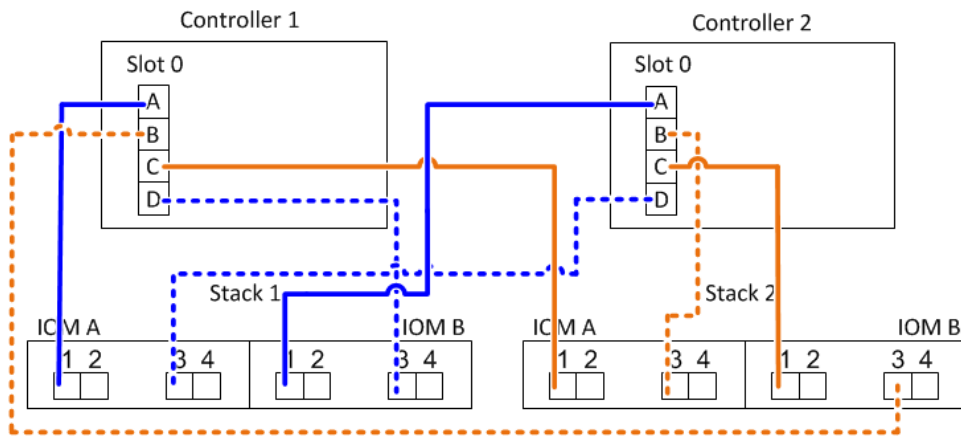 Controller 1
Controller 2
Slot 0
Slot 0
A
A
B
B
C
C
D
D
Stack 1
Stack 2
IOM A
IOM B
IOM A
IOM B
1 2
3 4
1 2
3 4
1 2
3 4
1 2
3 4